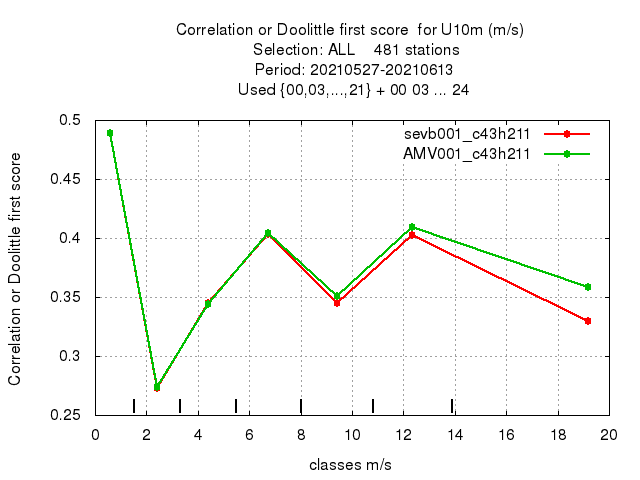 Correlation or Doolittle first score  for U10m (m/s)
Selection: ALL    481 stations
Period: 20210527-20210613
Used {00,03,...,21} + 00 03 ... 24
sevb001_c43h211
AMV001_c43h211
Correlation or Doolittle first score
0.5
0.45
0.4
0.35
0.3
0.25
0 2 4 6 8 10 12 14 16 18 20
classes m/s